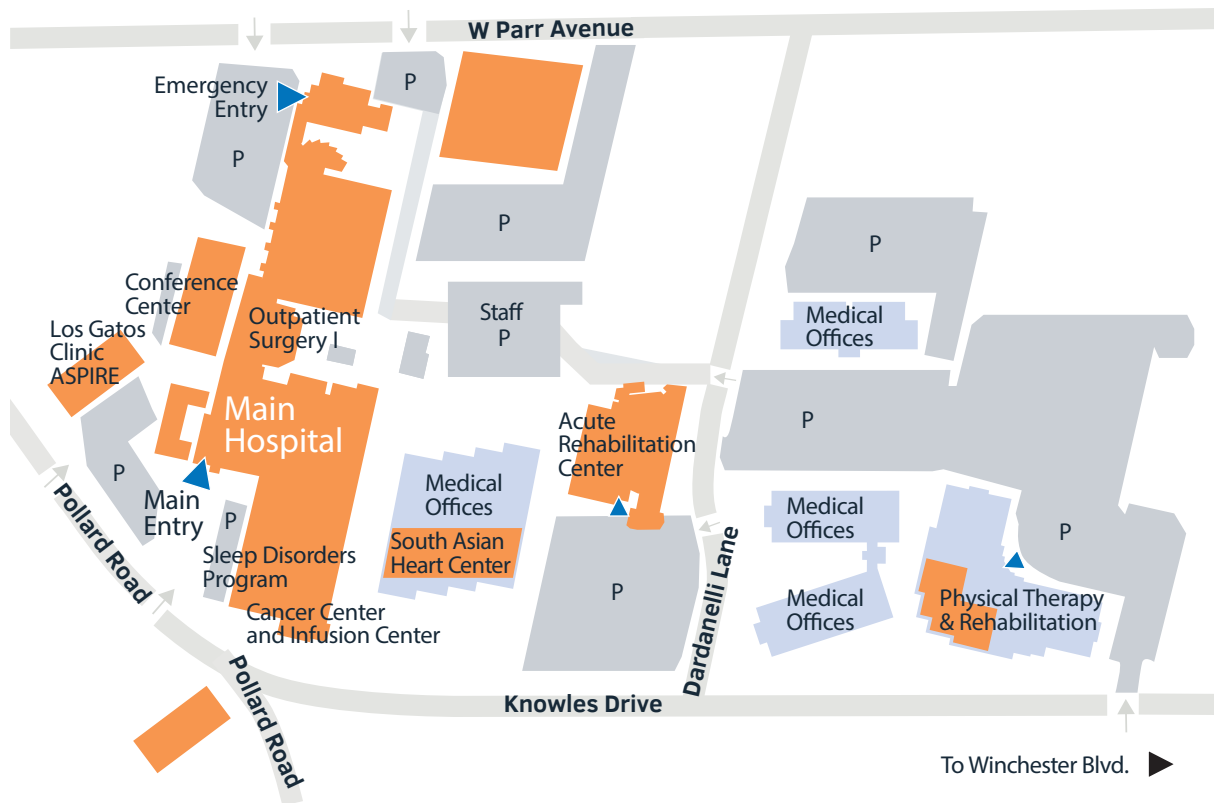 W Parr Avenue
Emergency
Entry
P
P
P
P
Conference
Center
Outpatient
Surgery I
Staff
P
Medical
Offices
Los Gatos
Clinic
ASPIRE
Main
Hospital
Acute
Rehabilitation
Center
P
P
Main
Entry
P
Medical
Offices
South Asian
Heart Center
Medical
Offices
P
Sleep Disorders
Program
Cancer Center
and Infusion Center
P
Medical
Offices
Physical Therapy
& Rehabilitation
Pollard Road
Pollard Road
Dardanelli Lane
Knowles Drive
To Winchester Blvd.